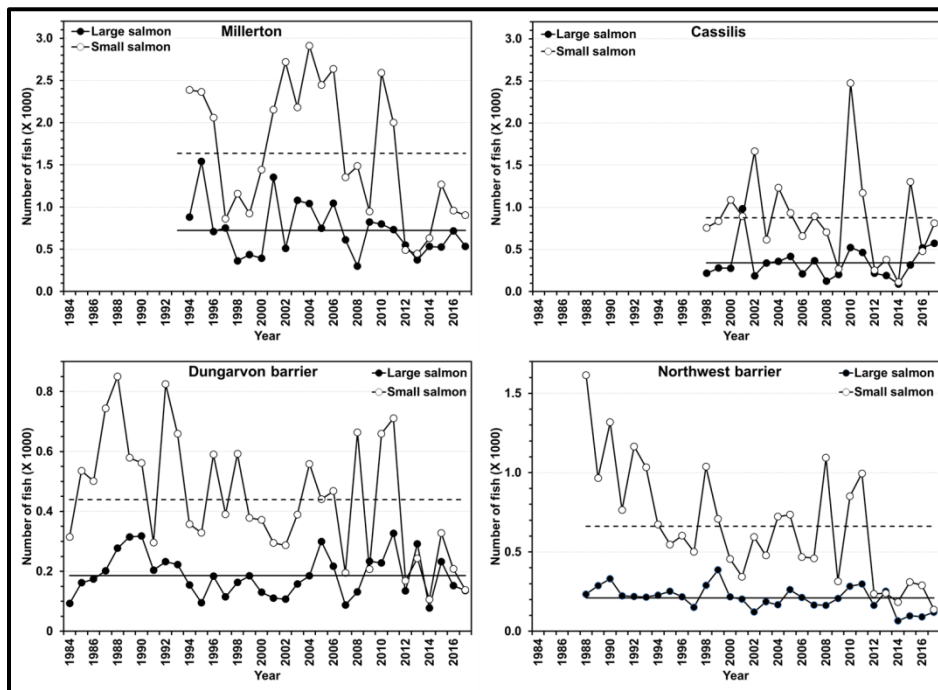 Millerton
Large salmon
Small salmon
Number of fish (X 1000)
3.0
2.5
2.0
1.5
1.0
0.5
0.0
1984 1986 1988 1990 1992 1994 1996 1998 2000 2002 2004 2006 2008 2010 2012 2014 2016
Year
Cassilis
Large salmon
Small salmon
Number of fish (X 1000)
3.0
2.5
2.0
1.5
1.0
0.5
0.0
1984 1986 1988 1990 1992 1994 1996 1998 2000 2002 2004 2006 2008 2010 2012 2014 2016
Year
Dungarvon barrier
Large salmon
Small salmon
Number of fish (X 1000)
0.8
0.6
0.4
0.2
0.0
1984 1986 1988 1990 1992 1994 1996 1998 2000 2002 2004 2006 2008 2010 2012 2014 2016
Year
Northwest barrier
Large salmon
Small salmon
Number of fish (X 1000)
1.5
1.0
0.5
0.0
1984 1986 1988 1990 1992 1994 1996 1998 2000 2002 2004 2006 2008 2010 2012 2014 2016
Year